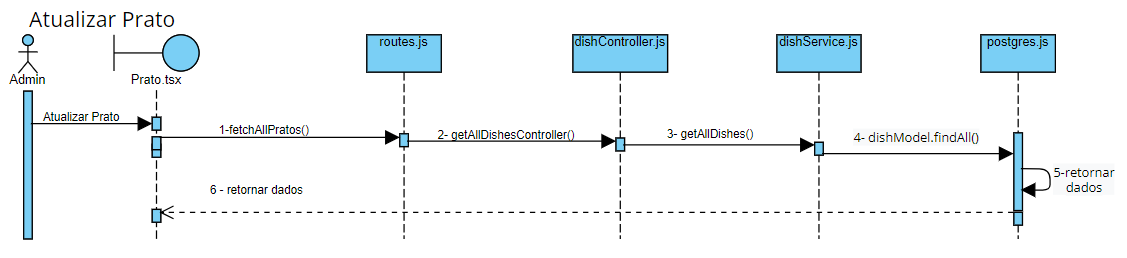 Atualizar Prato
Admin
Prato.tsx
routes.js
dishController.js
dishService.js
postgres.js
Atualizar Prato
1-fetchAllPratos()
2- getAllDishesController()
3- getAllDishes()
4- dishModel.findAll()
5-retornar
dados
6 - retornar dados